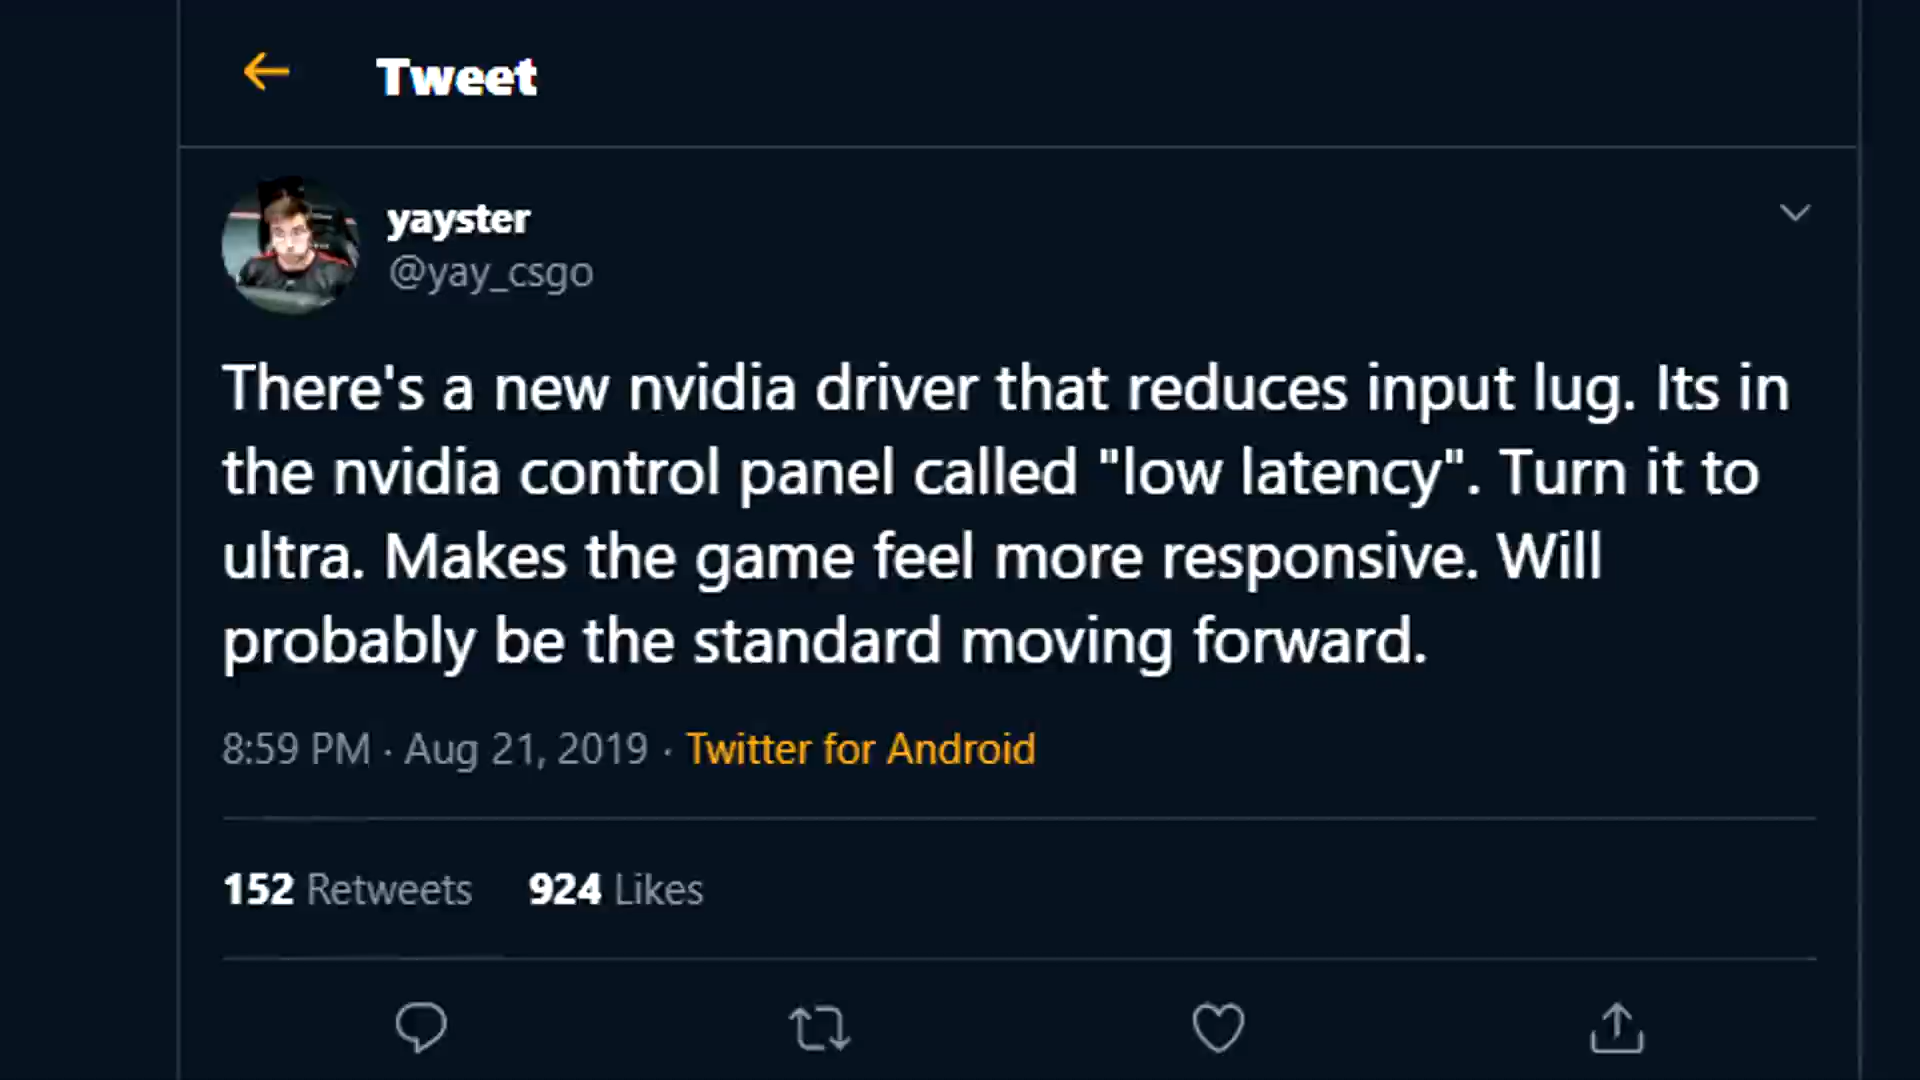 Tweet
yayster
@yay_csgo
There's a new nvidia driver that reduces input lug. Its in
the nvidia control panel called "low latency". Turn it to
ultra. Makes the game feel more responsive. Will
probably be the standard moving forward.
8:59 PM · Aug 21, 2019 · Twitter for Android
152 Retweets 924 Likes